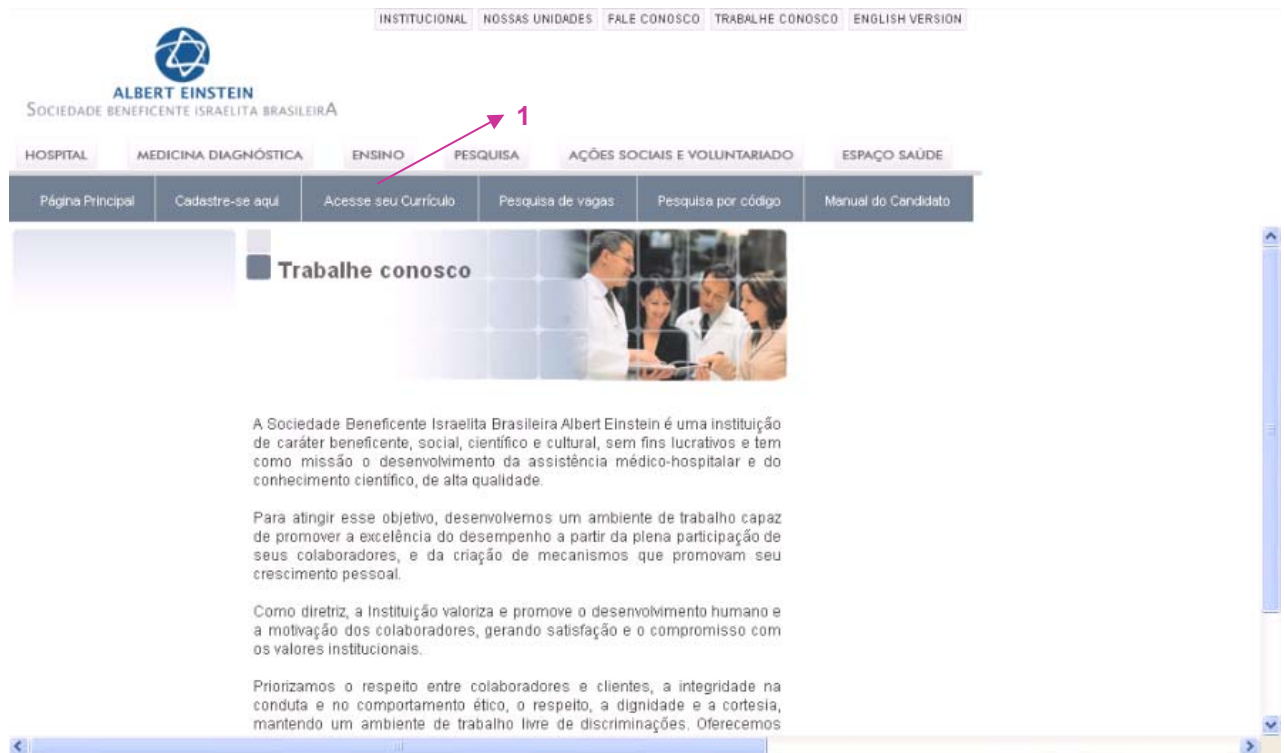 INSTITUCIONAL NOSSAS UNIDADES FALE CONOSCO TRABALHE CONOSCO ENGLISH VERSION
ALBERT EINSTEIN
SOCIEDADE BENEFICENTE ISRAELITA BRASILEIRA
1
HOSPITAL MEDICINA DIAGNÓSTICA ENSINO PESQUISA AÇÕES SOCIAIS E VOLUNTARIADO ESPAÇO SAÚDE
Página Principal Cadastre-se aqui Acesse seu Currículo Pesquisa de vagas Pesquisa por código Manual do Candidato
Trabalhe conosco
A Sociedade Beneficente Israelita Brasileira Albert Einstein é uma instituição
de caráter beneficente, social, científico e cultural, sem fins lucrativos e tem
como missão o desenvolvimento da assistência médico-hospitalar e do
conhecimento científico, de alta qualidade.
Para atingir esse objetivo, desenvolvemos um ambiente de trabalho capaz
de promover a excelência do desempenho a partir da plena participação de
seus colaboradores, e da criação de mecanismos que promovam seu
crescimento pessoal.
Como diretriz, a Instituição valoriza e promove o desenvolvimento humano e
a motivação dos colaboradores, gerando satisfação e o compromisso com
os valores institucionais.
Priorizamos o respeito entre colaboradores e clientes, a integridade na
conduta e no comportamento ético, o respeito, a dignidade e a cortesia,
mantendo um ambiente de trabalho livre de discriminações. Oferecemos